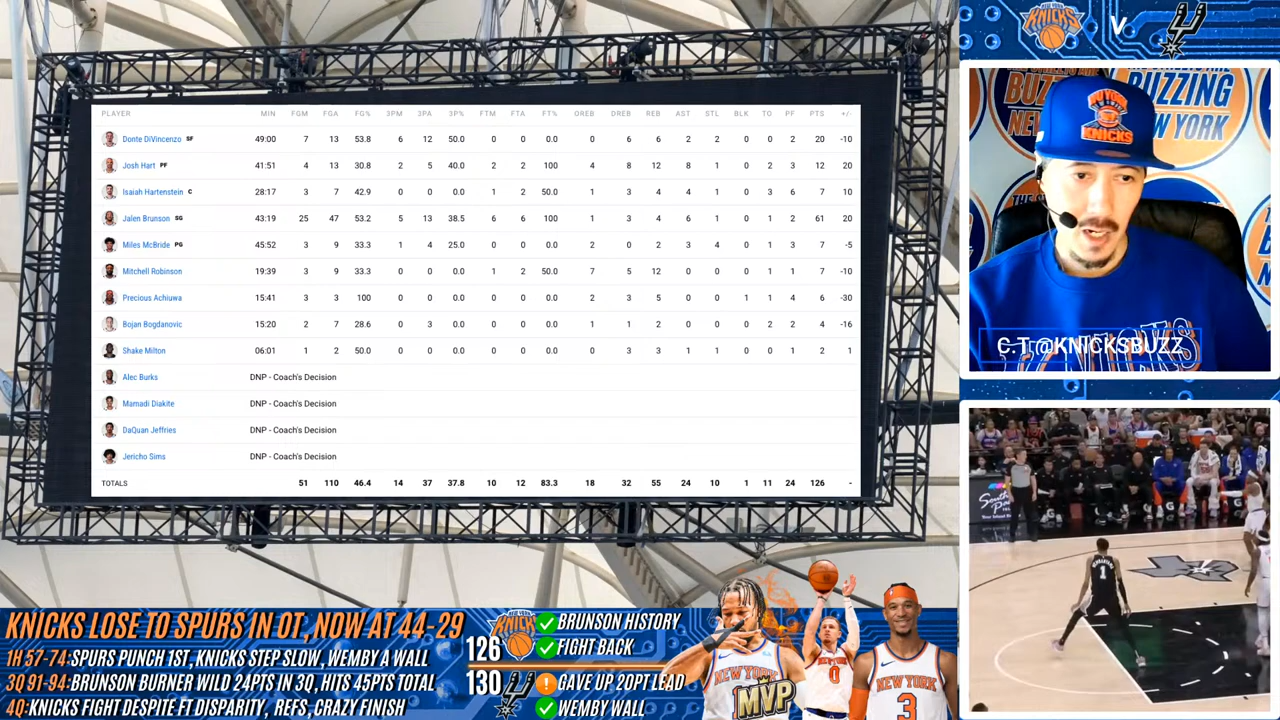 KNICKS V
PLAYER MIN FGM FGA FG% 3PM 3PA 3P% FTM FTA FT% OREB DREB REB AST STL BLK TO PF PTS +/-
Donte DiVincenzo SF 49:00 7 13 53.8 6 12 50.0 0 0 0.0 0 6 6 2 2 0 0 2 20 -10
Josh Hart PF 41:51 4 13 30.8 2 5 40.0 2 2 100 4 8 12 8 1 0 2 3 12 20
Isaiah Hartenstein C 28:17 3 7 42.9 0 0 0.0 1 2 50.0 1 3 4 4 1 0 3 6 7 10
Jalen Brunson SG 43:19 25 47 53.2 5 13 38.5 6 6 100 1 3 4 6 1 0 1 2 61 20
Miles McBride PG 45:52 3 9 33.3 1 4 25.0 0 0 0.0 2 0 2 3 4 0 1 3 7 -5
Mitchell Robinson 19:39 3 9 33.3 0 0 0.0 1 2 50.0 7 5 12 0 0 0 1 1 7 -10
Precious Achiuwa 15:41 3 3 100 0 0 0.0 0 0 0.0 2 3 5 0 0 1 1 4 6 -30
Bojan Bogdanovic 15:20 2 7 28.6 0 3 0.0 0 0 0.0 1 1 2 0 0 0 2 2 4 -16
Shake Milton 06:01 1 2 50.0 0 0 0.0 0 0 0.0 0 3 3 1 1 0 0 1 2 1
Alec Burks DNP - Coach's Decision
Mamadi Diakite DNP - Coach's Decision
DaQuan Jeffries DNP - Coach's Decision
Jericho Sims DNP - Coach's Decision
TOTALS 51 110 46.4 14 37 37.8 10 12 83.3 18 32 55 24 10 1 11 24 126 -
BUZZING
NEW YORK
KNICKS
C.T@KNICKSBUZZ
1
KNICKS LOSE TO SPURS IN OT, NOW AT 44-29
1H 57-74:SPURS PUNCH 1ST, KNICKS STEP SLOW, WEMBY A WALL
3Q 91-94:BRUNSON BURNER WILD 24PTS IN 3Q, HITS 45PTS TOTAL
4Q:KNICKS FIGHT DESPITE FT DISPARITY, REFS, CRAZY FINISH
126
130
BRUNSON HISTORY
FIGHT BACK
GAVE UP 20PT LEAD
WEMBY WALL
NEW YORK
MVP
0
NEW YORK
3